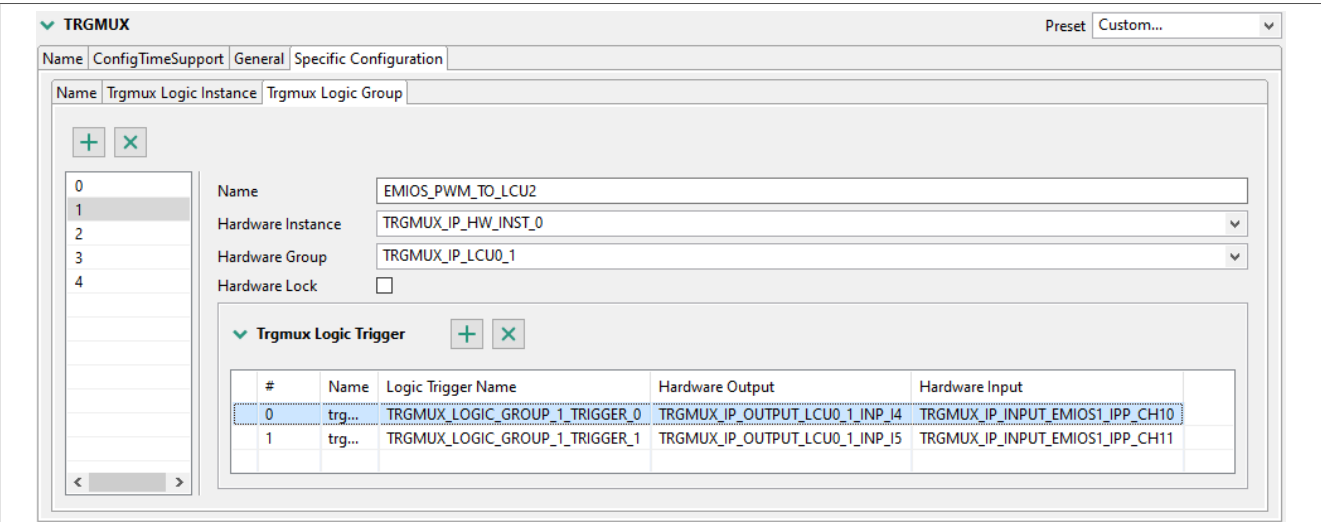 TRGMUX Preset Custom...
Name ConfigTimeSupport General Specific Configuration
Name Trgmux Logic Instance Trgmux Logic Group
0
1
2
3
4
Name EMIOS_PWM_TO_LCU2
Hardware Instance TRGMUX_IP_HW_INST_0
Hardware Group TRGMUX_IP_LCU0_1
Hardware Lock
Trgmux Logic Trigger
# Name Logic Trigger Name Hardware Output Hardware Input
0 trg... TRGMUX_LOGIC_GROUP_1_TRIGGER_0 TRGMUX_IP_OUTPUT_LCU0_1_INP_I4 TRGMUX_IP_INPUT_EMIOS1_IPP_CH10
1 trg... TRGMUX_LOGIC_GROUP_1_TRIGGER_1 TRGMUX_IP_OUTPUT_LCU0_1_INP_I5 TRGMUX_IP_INPUT_EMIOS1_IPP_CH11